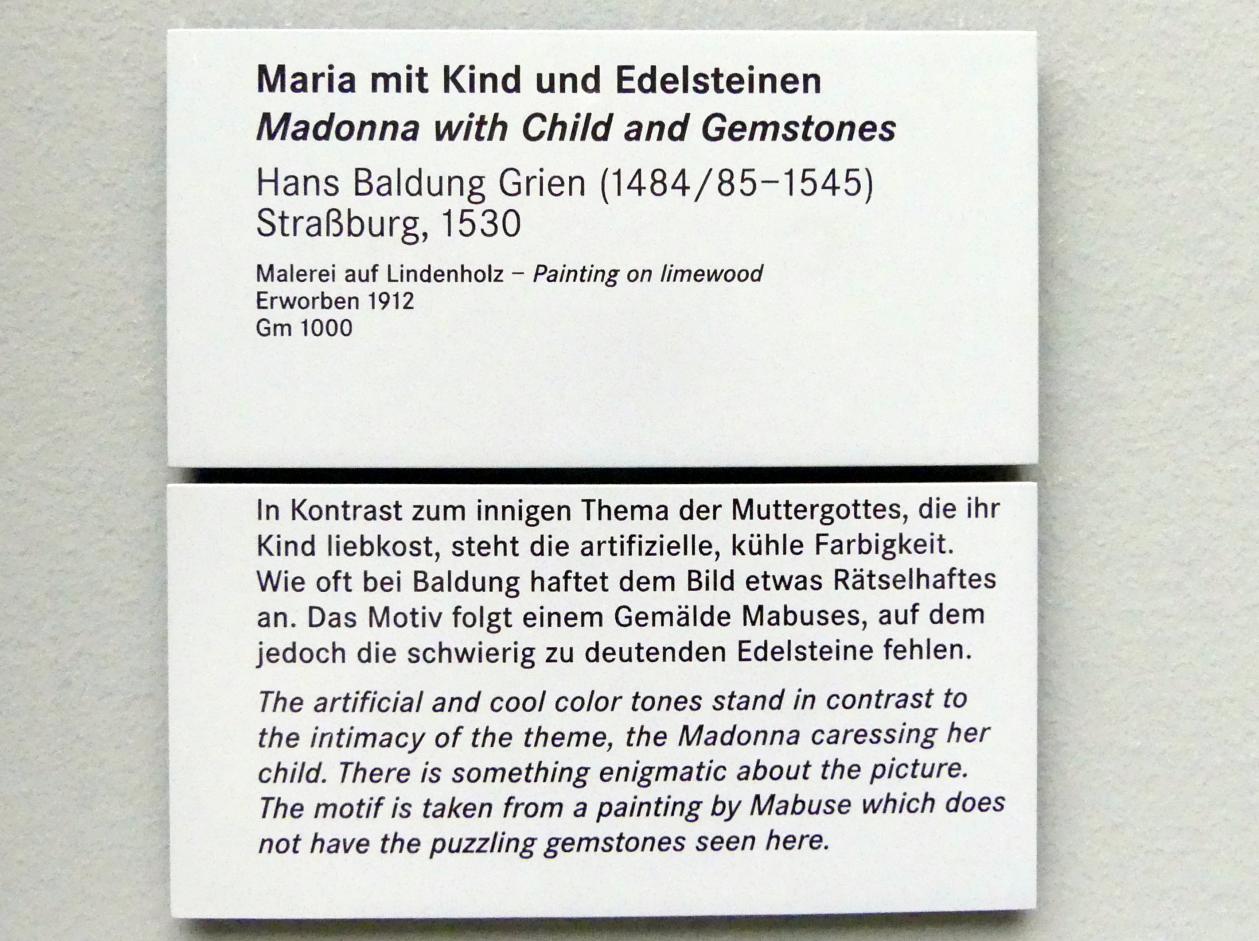 Maria mit Kind und Edelsteinen
Madonna with Child and Gemstones
Hans Baldung Grien (1484/85–1545)
Straßburg, 1530
Malerei auf Lindenholz – Painting on limewood
Erworben 1912
Gm 1000
In Kontrast zum innigen Thema der Muttergottes, die ihr
Kind liebkost, steht die artifizielle, kühle Farbigkeit.
Wie oft bei Baldung haftet dem Bild etwas Rätselhaftes
an. Das Motiv folgt einem Gemälde Mabuses, auf dem
jedoch die schwierig zu deutenden Edelsteine fehlen.
The artificial and cool color tones stand in contrast to
the intimacy of the theme, the Madonna caressing her
child. There is something enigmatic about the picture.
The motif is taken from a painting by Mabuse which does
not have the puzzling gemstones seen here.